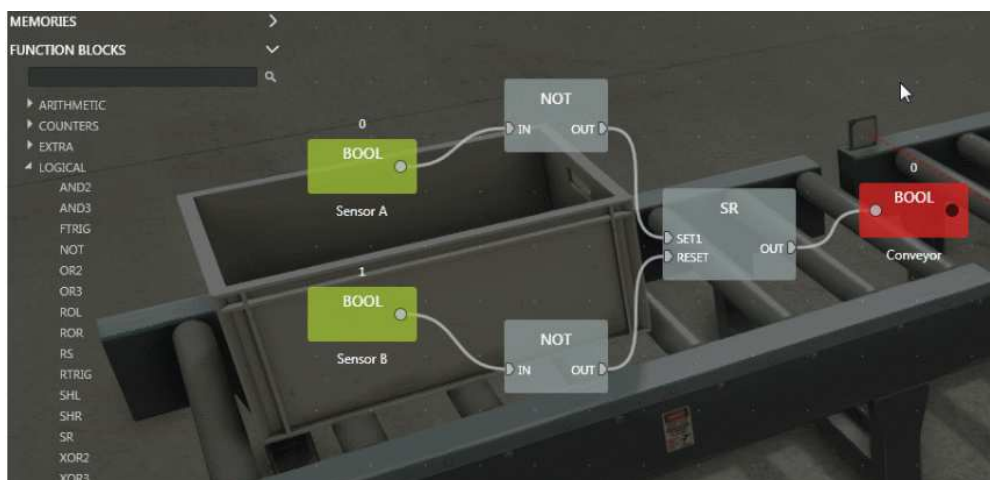 MEMORIES
FUNCTION BLOCKS
ARITHMETIC
COUNTERS
EXTRA
LOGICAL
AND2
AND3
FTRIG
NOT
OR2
OR3
ROL
ROR
RS
RTRIG
SHL
SHR
SR
XOR2
XOR3
0
BOOL
Sensor A
1
BOOL
Sensor B
NOT
IN OUT
NOT
IN OUT
SR
SET1
RESET
OUT
0
BOOL
Conveyor